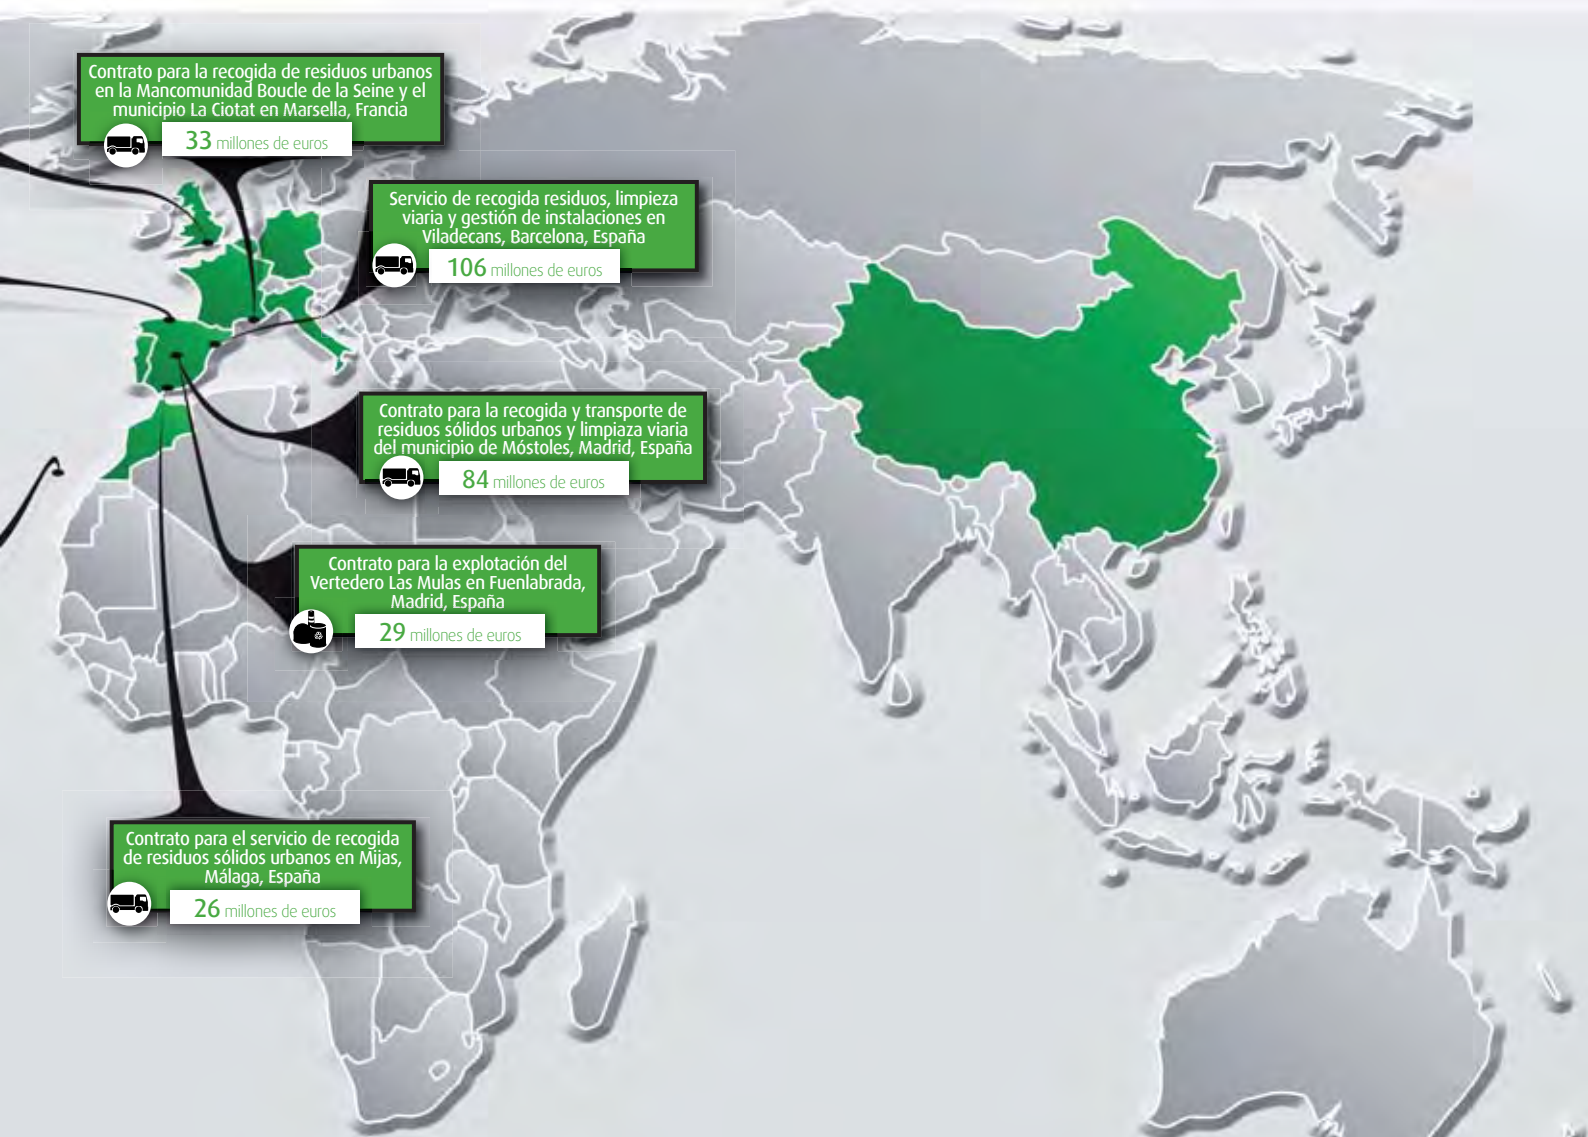 Contrato para la recogida de residuos urbanos
en la Mancomunidad Boucle de la Seine y el
municipio La Ciotat en Marsella, Francia
33 millones de euros
Servicio de recogida residuos, limpieza
viaria y gestión de instalaciones en
Viladecans, Barcelona, España
106 millones de euros
Contrato para la recogida y transporte de
residuos sólidos urbanos y limpiaza viaria
del municipio de Móstoles, Madrid, España
84 millones de euros
Contrato para la explotación del
Vertedero Las Mulas en Fuenlabrada,
Madrid, España
29 millones de euros
Contrato para el servicio de recogida
de residuos sólidos urbanos en Mijas,
Málaga, España
26 millones de euros